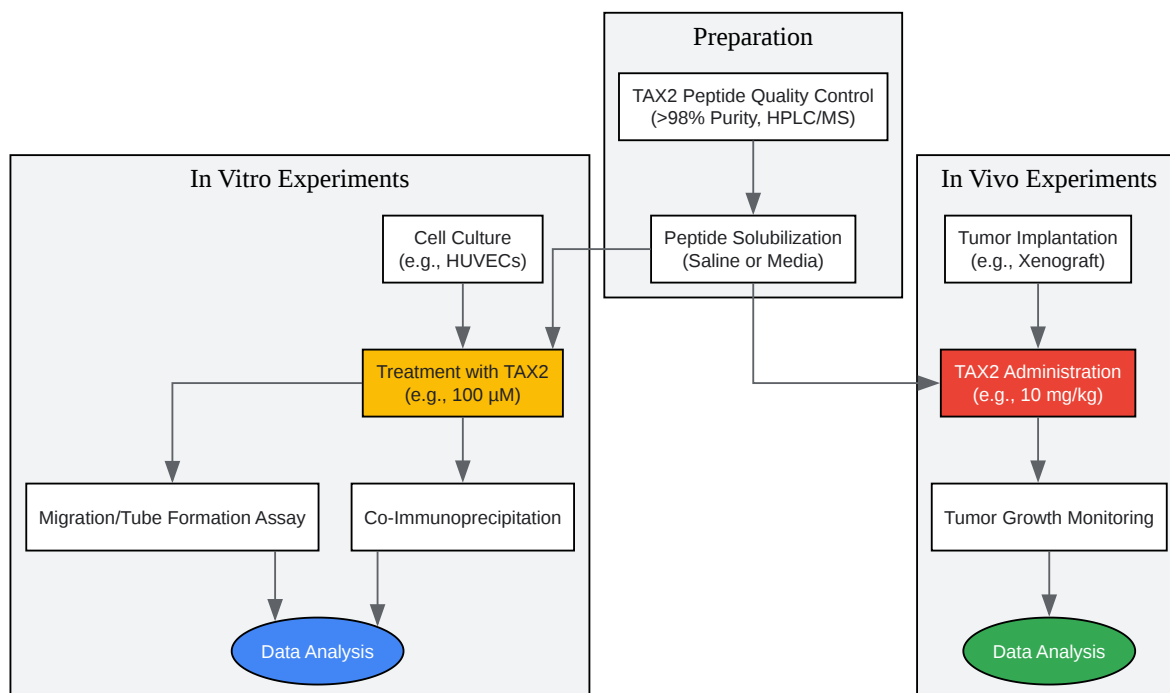 Preparation
TAX2 Peptide Quality Control
(>98% Purity, HPLC/MS)
Peptide Solubilization
(Saline or Media)
In Vitro Experiments
Cell Culture
(e.g., HUVECs)
Treatment with TAX2
(e.g., 100 µM)
Migration/Tube Formation Assay
Co-Immunoprecipitation
Data Analysis
In Vivo Experiments
Tumor Implantation
(e.g., Xenograft)
TAX2 Administration
(e.g., 10 mg/kg)
Tumor Growth Monitoring
Data Analysis